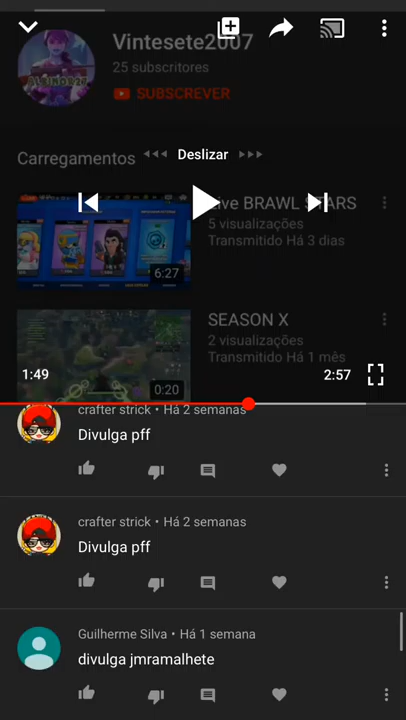 Vintesete2007
25 subscritores
SUBSCREVER
Carregamentos
Deslizar
Live BRAWL STARS
5 visualizações
Transmitido Há 3 dias
6:27
SEASON X
2 visualizações
Transmitido Há 1 mês
1:49
2:57
0:20
crafter strick • Há 2 semanas
Divulga pff
crafter strick • Há 2 semanas
Divulga pff
Guilherme Silva • Há 1 semana
divulga jmramalhete